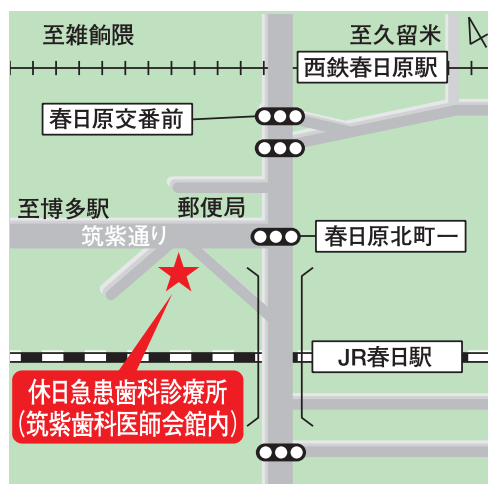 至雑餉隈
至久留米
西鉄春日原駅
春日原交番前
至博多駅
郵便局
筑紫通り
春日原北町一
JR春日駅
休日急患歯科診療所
(筑紫歯科医師会館内)